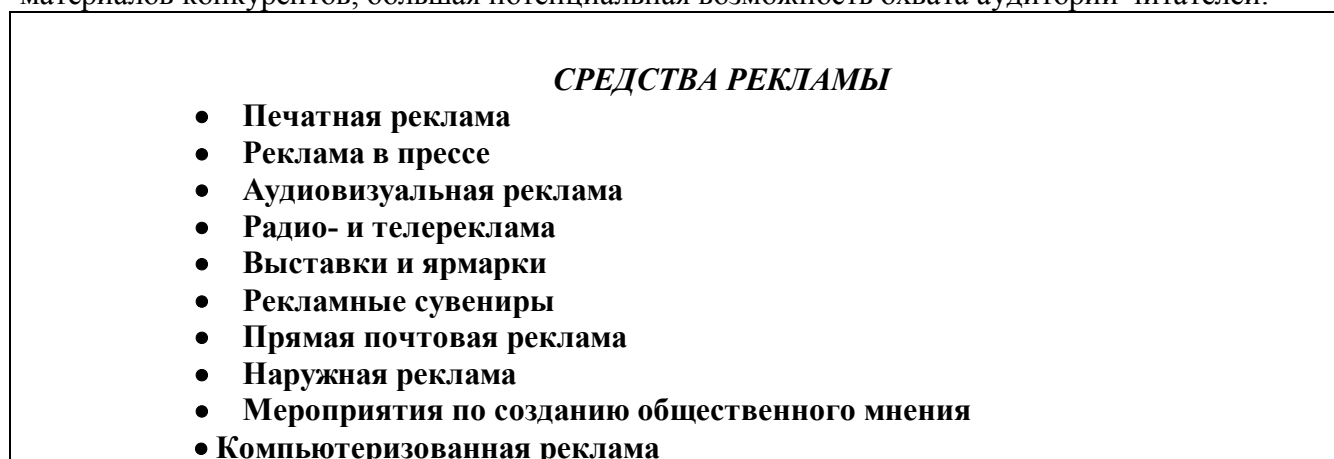 материалов конкурентов, большая потенциальная возможность охвата аудитории читателей.
СРЕДСТВА РЕКЛАМЫ
• Печатная реклама
• Реклама в прессе
• Аудиовизуальная реклама
• Радио- и телереклама
• Выставки и ярмарки
• Рекламные сувениры
• Прямая почтовая реклама
• Наружная реклама
• Мероприятия по созданию общественного мнения
• Компьютеризованная реклама